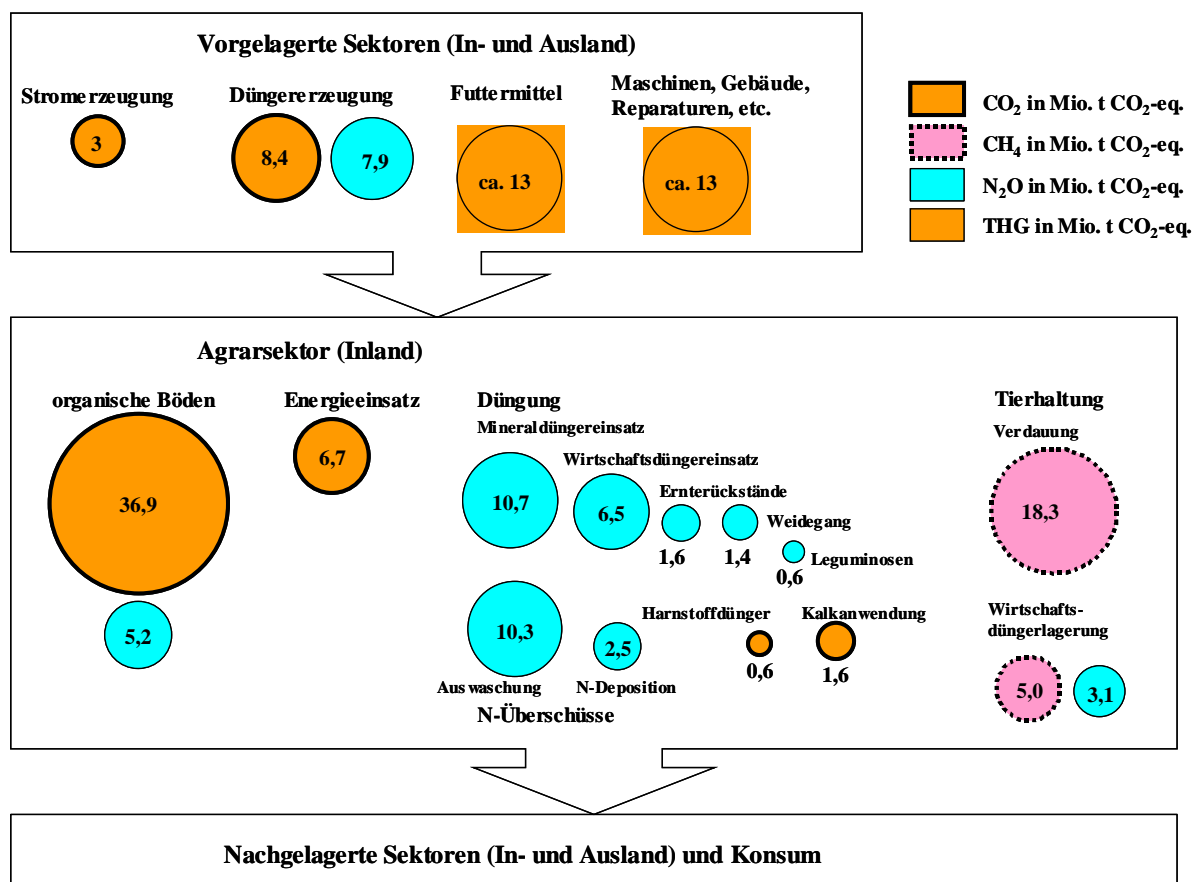 Vorgelagerte Sektoren (In- und Ausland)
Stromerzeugung
3
Düngererzeugung
8,4
7,9
Futtermittel
ca. 13
Maschinen, Gebäude,
Reparaturen, etc.
ca. 13
CO₂ in Mio. t CO₂-eq.
CH₄ in Mio. t CO₂-eq.
N₂O in Mio. t CO₂-eq.
THG in Mio. t CO₂-eq.
Agrarsektor (Inland)
organische Böden
36,9
5,2
Energieeinsatz
6,7
Düngung
Mineraldüngereinsatz
10,7
Wirtschaftsdüngereinsatz
6,5
Ernterückstände
1,6
Weidegang
1,4
Leguminosen
0,6
10,3
Auswaschung
2,5
N-Deposition
N-Überschüsse
Harnstoffdünger
0,6
Kalkanwendung
1,6
Tierhaltung
Verdauung
18,3
Wirtschafts-
düngerlagerung
5,0
3,1
Nachgelagerte Sektoren (In- und Ausland) und Konsum